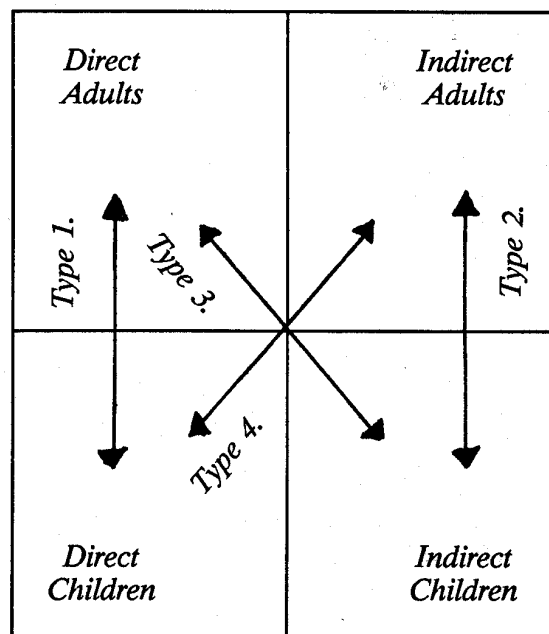 Direct
Adults
Indirect
Adults
Type 1.
Type 3.
Type 2.
Type 4.
Direct
Children
Indirect
Children